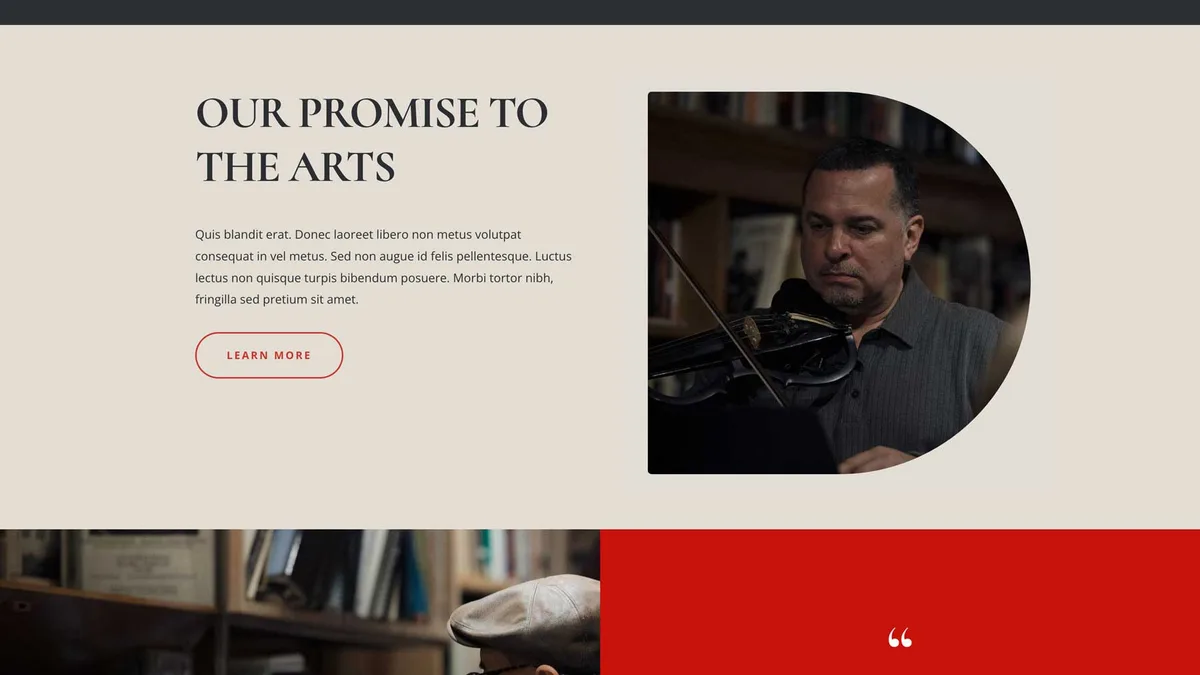 OUR PROMISE TO
THE ARTS
Quis blandit erat. Donec laoreet libero non metus volutpat
consequat in vel metus. Sed non augue id felis pellentesque. Luctus
lectus non quisque turpis bibendum posuere. Morbi tortor nibh,
fringilla sed pretium sit amet.
LEARN MORE
“